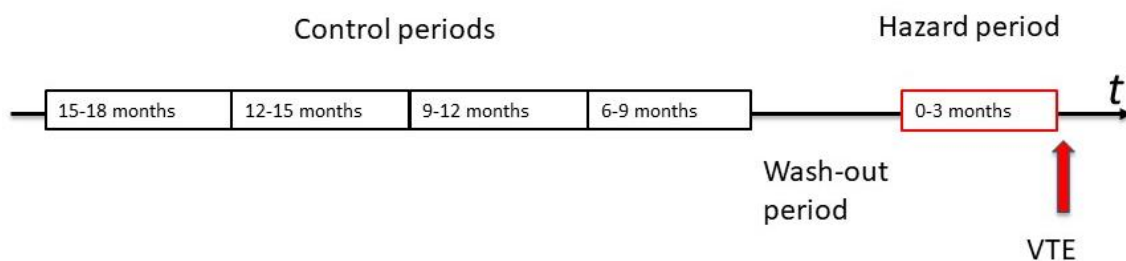 Control periods
Hazard period
15-18 months
12-15 months
9-12 months
6-9 months
0-3 months
t
Wash-out
period
VTE